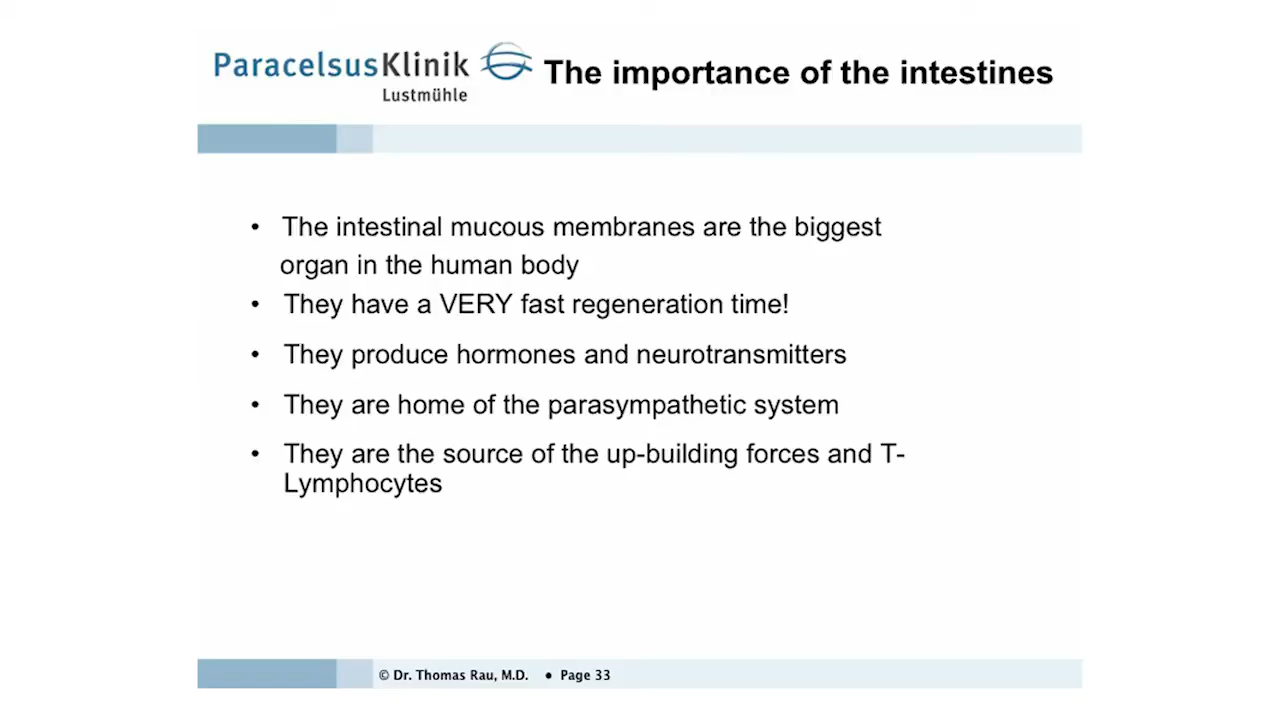 ParacelsusKlinik
Lustmühle
The importance of the intestines
• The intestinal mucous membranes are the biggest
organ in the human body
• They have a VERY fast regeneration time!
• They produce hormones and neurotransmitters
• They are home of the parasympathetic system
• They are the source of the up-building forces and T-
Lymphocytes
© Dr. Thomas Rau, M.D. • Page 33